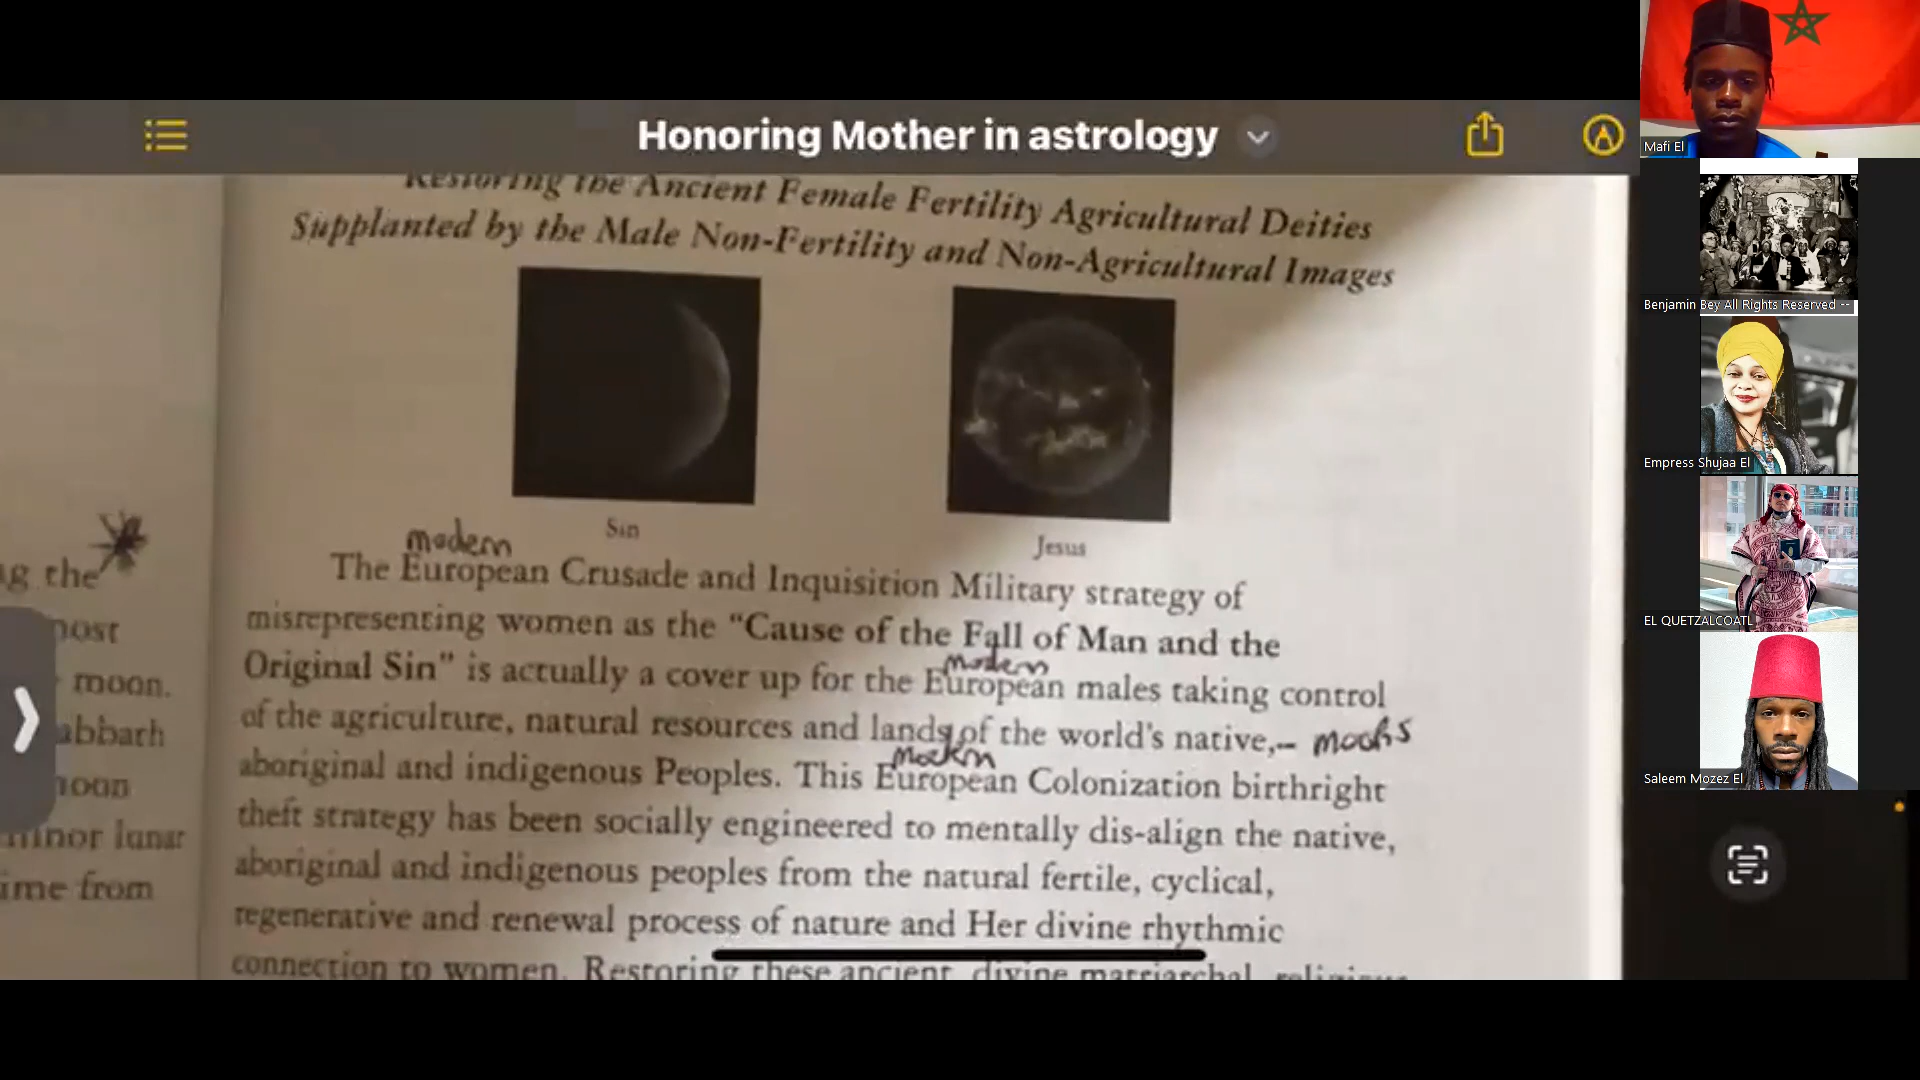 Honoring Mother in astrology
Restoring the Ancient Female Fertility Agricultural Deities
Supplanted by the Male Non-Fertility and Non-Agricultural Images
Sin
Jesus
modern
The European Crusade and Inquisition Military strategy of
misrepresenting women as the "Cause of the Fall of Man and the
Original Sin" is actually a cover up for the European males taking control
modern
of the agriculture, natural resources and lands of the world's native,- moors
aboriginal and indigenous Peoples. This European Colonization birthright
modern
theft strategy has been socially engineered to mentally dis-align the native,
aboriginal and indigenous peoples from the natural fertile, cyclical,
regenerative and renewal process of nature and Her divine rhythmic
connection to women. Restoring these ancient, divine matriarchal, religious
the
moon.
minor lunar
from
Mafi El
Benjamin Bey All Rights Reserved --
Empress Shujaa El
EL QUETZALCOATL
Saleem Mozez El